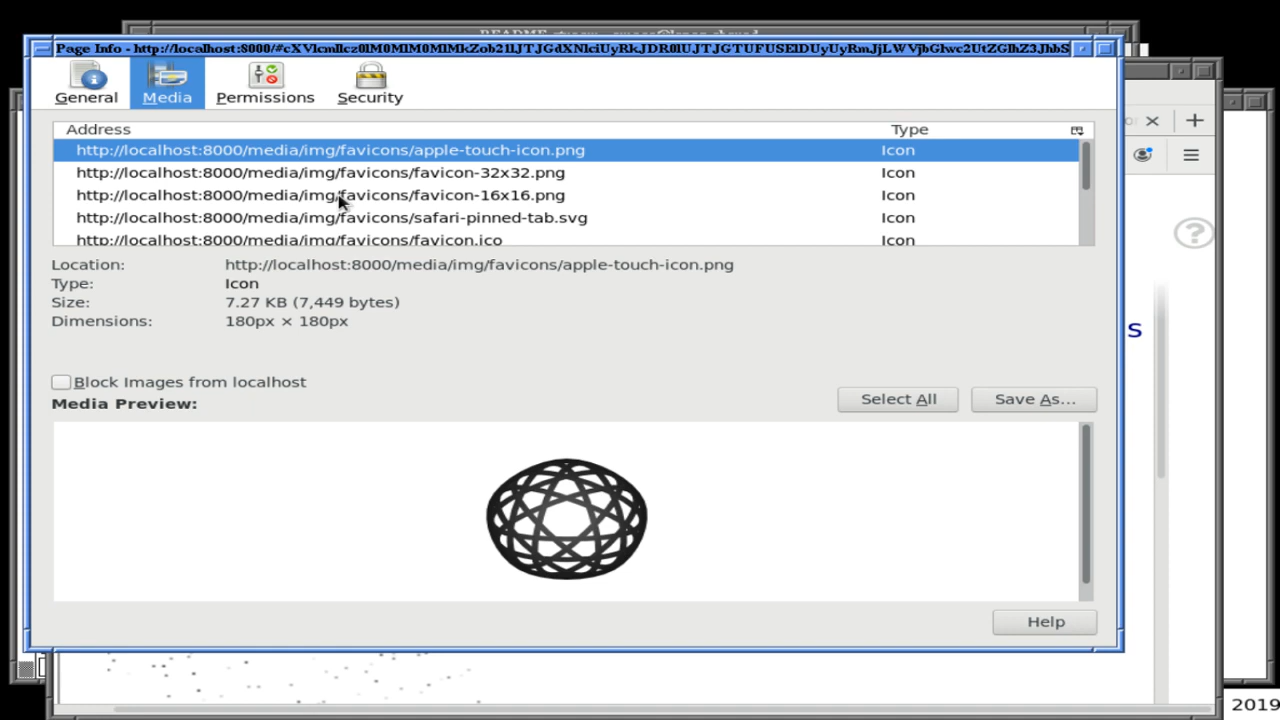 Page Info - http://localhost:8000/
General
Media
Permissions
Security
Address Type
http://localhost:8000/media/img/favicons/apple-touch-icon.png Icon
http://localhost:8000/media/img/favicons/favicon-32x32.png Icon
http://localhost:8000/media/img/favicons/favicon-16x16.png Icon
http://localhost:8000/media/img/favicons/safari-pinned-tab.svg Icon
http://localhost:8000/media/img/favicons/favicon.ico Icon
Location: http://localhost:8000/media/img/favicons/apple-touch-icon.png
Type: Icon
Size: 7.27 KB (7,449 bytes)
Dimensions: 180px × 180px
s
Block Images from localhost
Media Preview:
Select All
Save As...
Help
2019